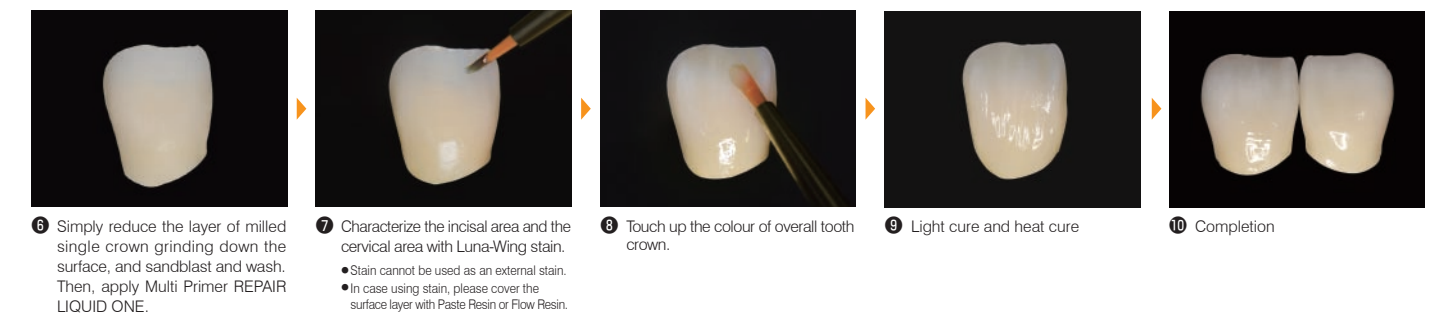 ❻ Simply reduce the layer of milled
single crown grinding down the
surface, and sandblast and wash.
Then, apply Multi Primer REPAIR
LIQUID ONE.
❼ Characterize the incisal area and the
cervical area with Luna-Wing stain.
●Stain cannot be used as an external stain.
●In case using stain, please cover the
surface layer with Paste Resin or Flow Resin.
❽ Touch up the colour of overall tooth
crown.
❾ Light cure and heat cure
❿ Completion